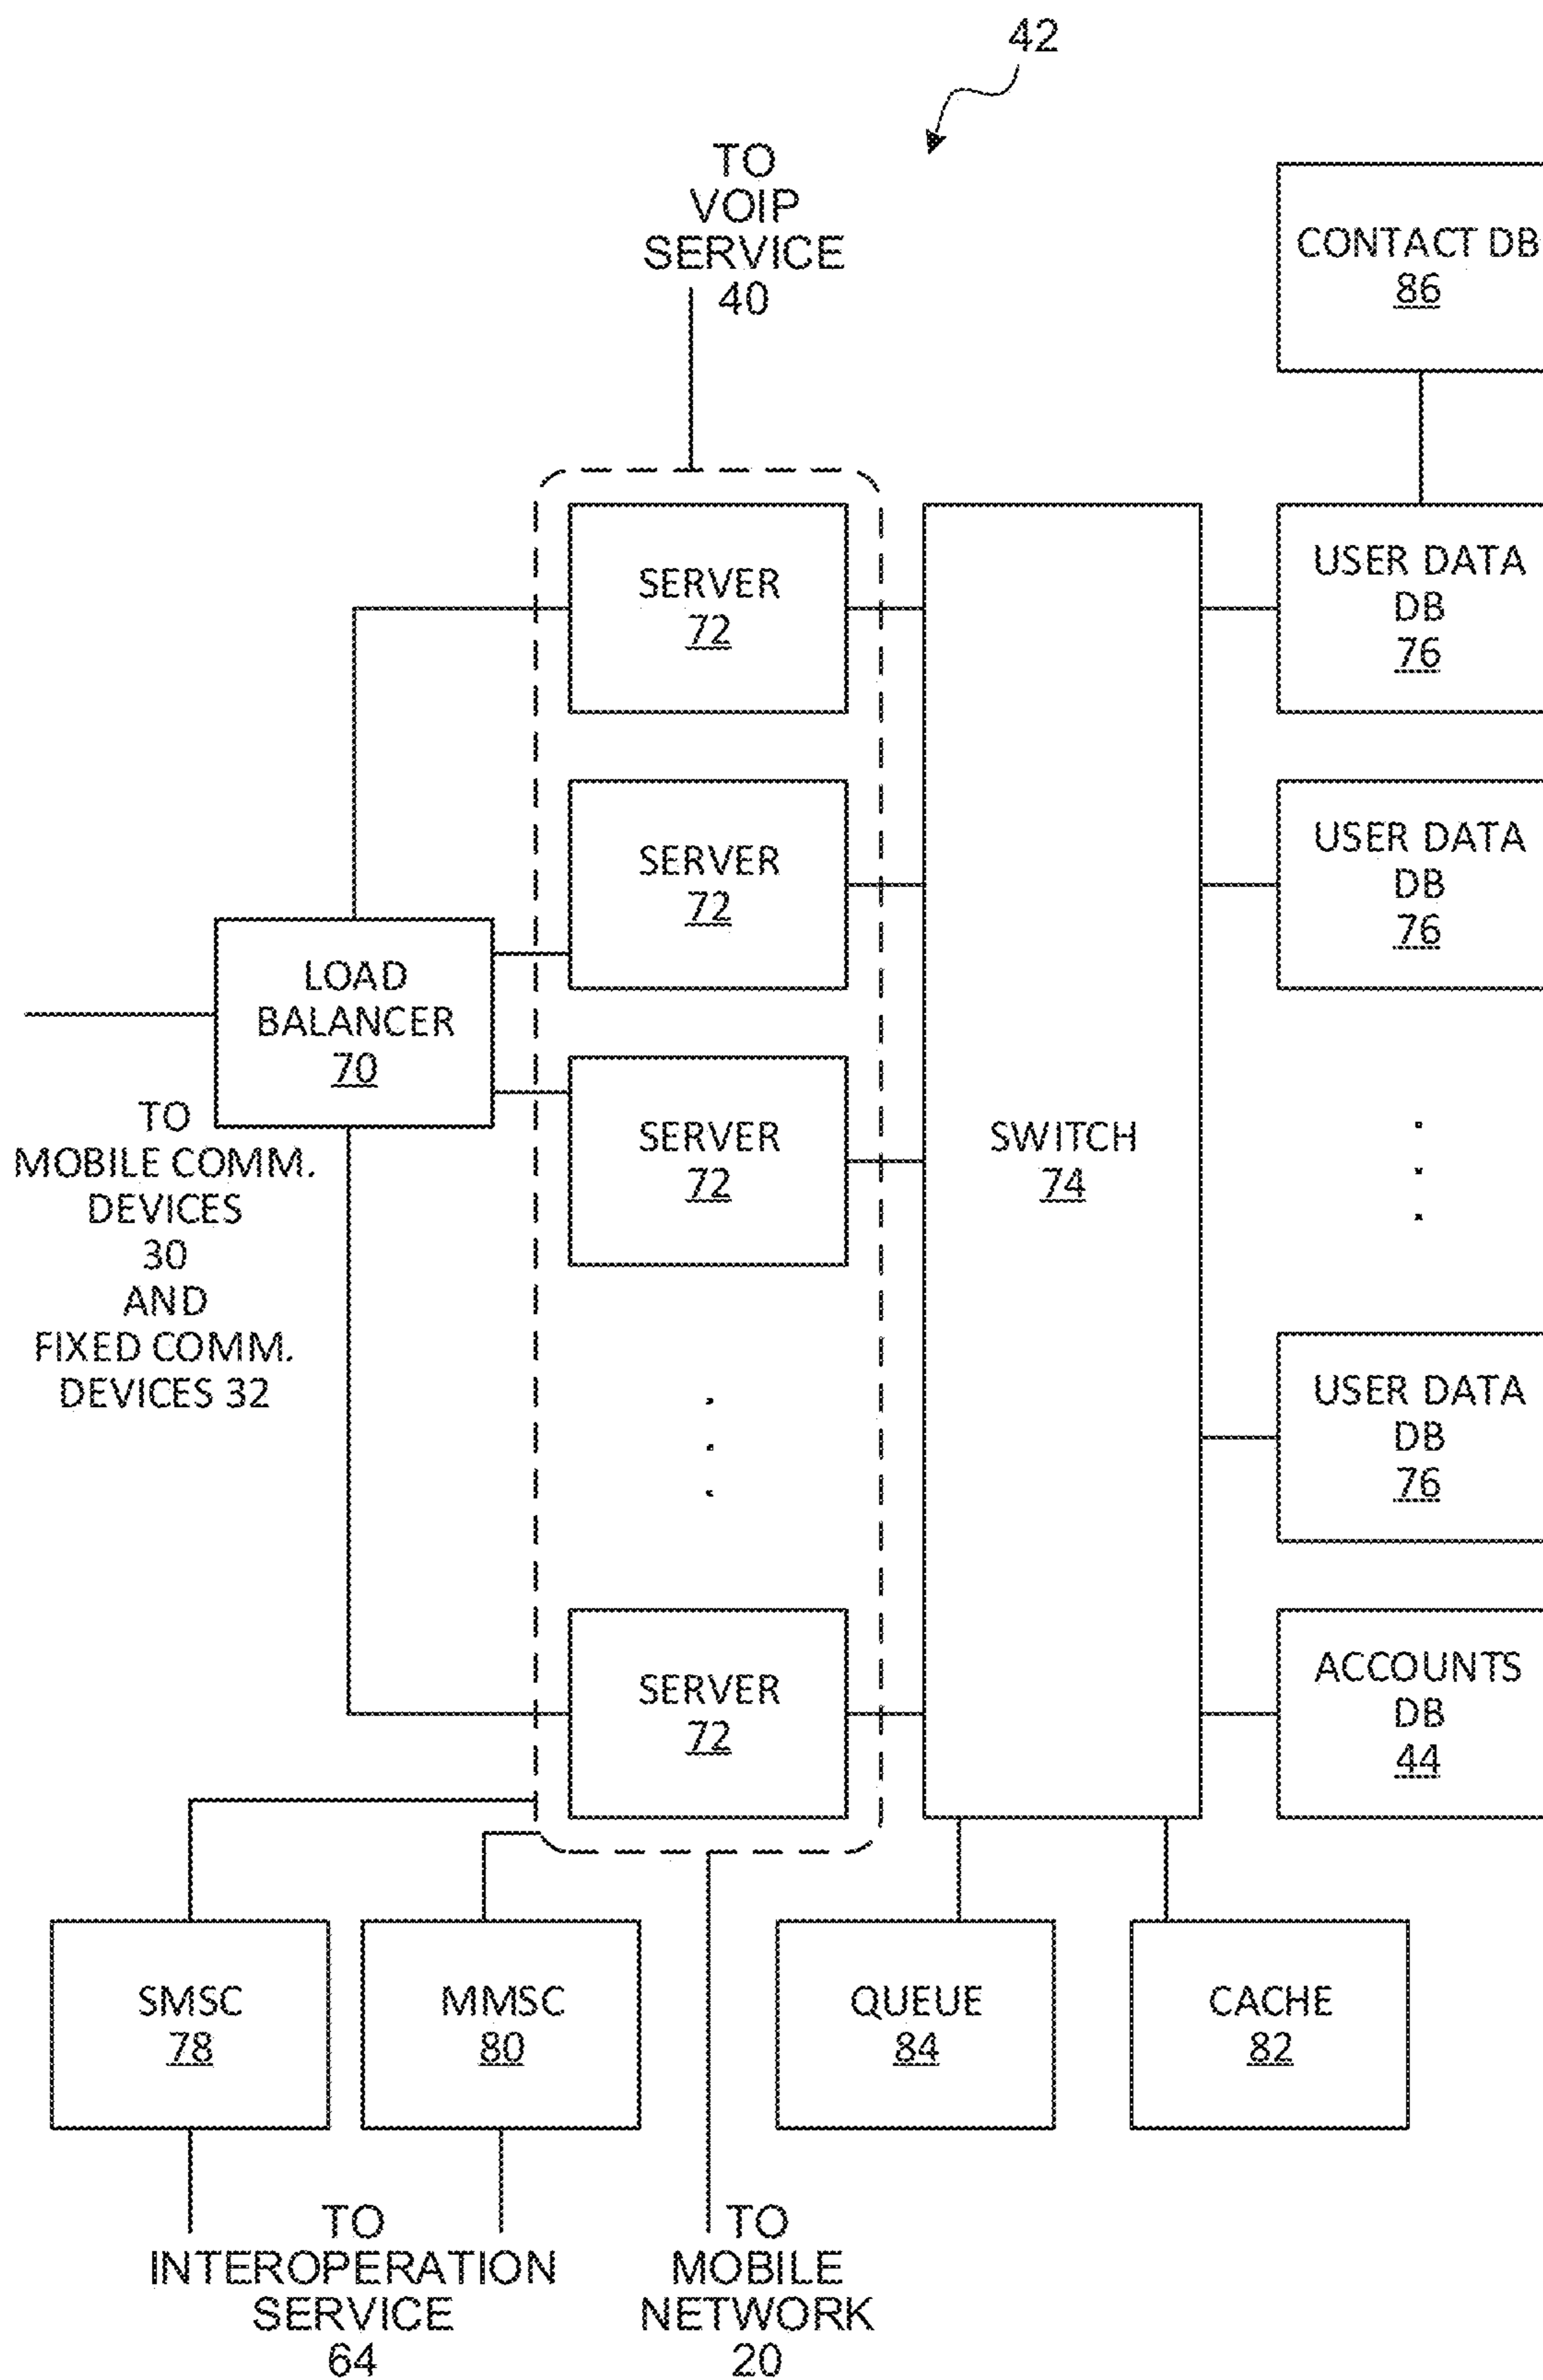 42
TO
VOIP
SERVICE
40
CONTACT DB
86
SERVER
72
USER DATA
DB
76
SERVER
72
USER DATA
DB
76
LOAD
BALANCER
70
SERVER
72
SWITCH
74
TO
MOBILE COMM.
DEVICES
30
AND
FIXED COMM.
DEVICES 32
USER DATA
DB
76
SERVER
72
ACCOUNTS
DB
44
SMSC
78
MMSC
80
QUEUE
84
CACHE
82
TO
INTEROPERATION
SERVICE
64
TO
MOBILE
NETWORK
20